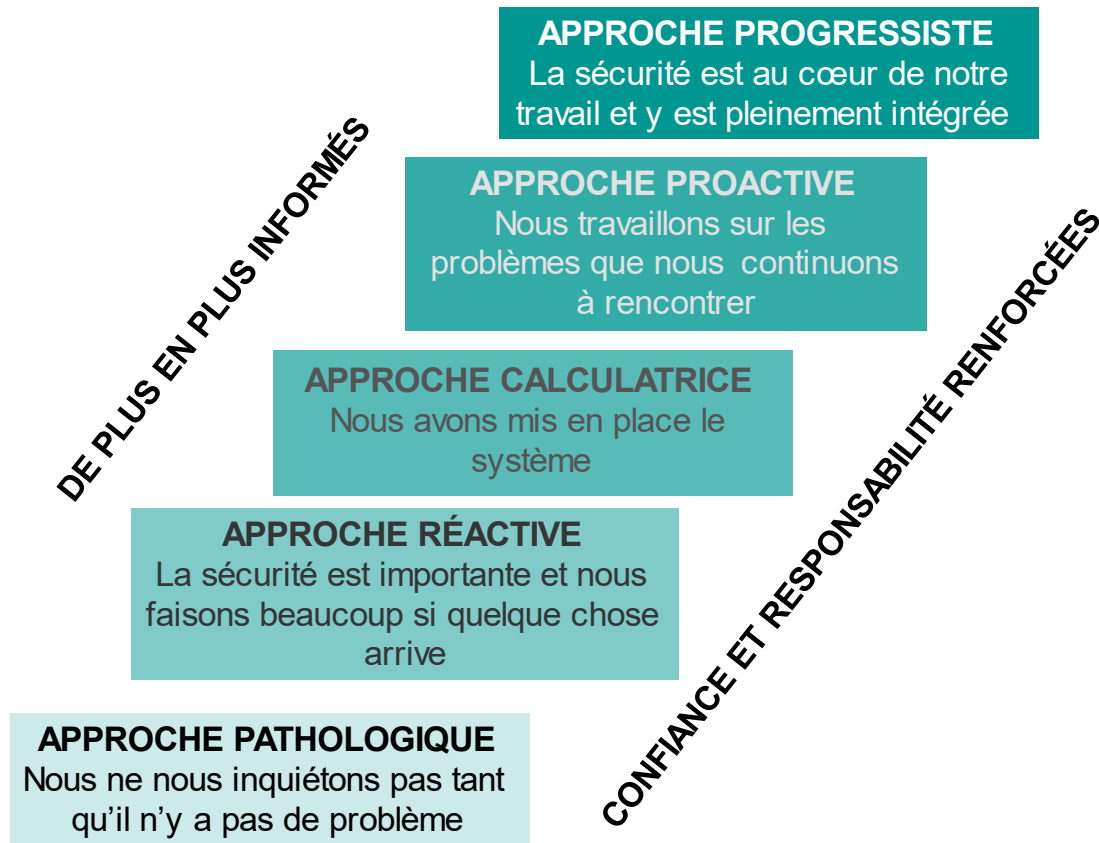 APPROCHE PROGRESSISTE
La sécurité est au cœur de notre
travail et y est pleinement intégrée
DE PLUS EN PLUS INFORMÉS
APPROCHE PROACTIVE
Nous travaillons sur les
problèmes que nous continuons
à rencontrer
CONFIANCE ET RESPONSABILITÉ RENFORCÉES
APPROCHE CALCULATRICE
Nous avons mis en place le
système
APPROCHE RÉACTIVE
La sécurité est importante et nous
faisons beaucoup si quelque chose
arrive
APPROCHE PATHOLOGIQUE
Nous ne nous inquiétons pas tant
qu’il n’y a pas de problème